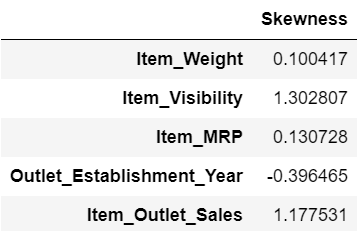 Skewness
Item_Weight 0.100417
Item_Visibility 1.302807
Item_MRP 0.130728
Outlet_Establishment_Year -0.396465
Item_Outlet_Sales 1.177531